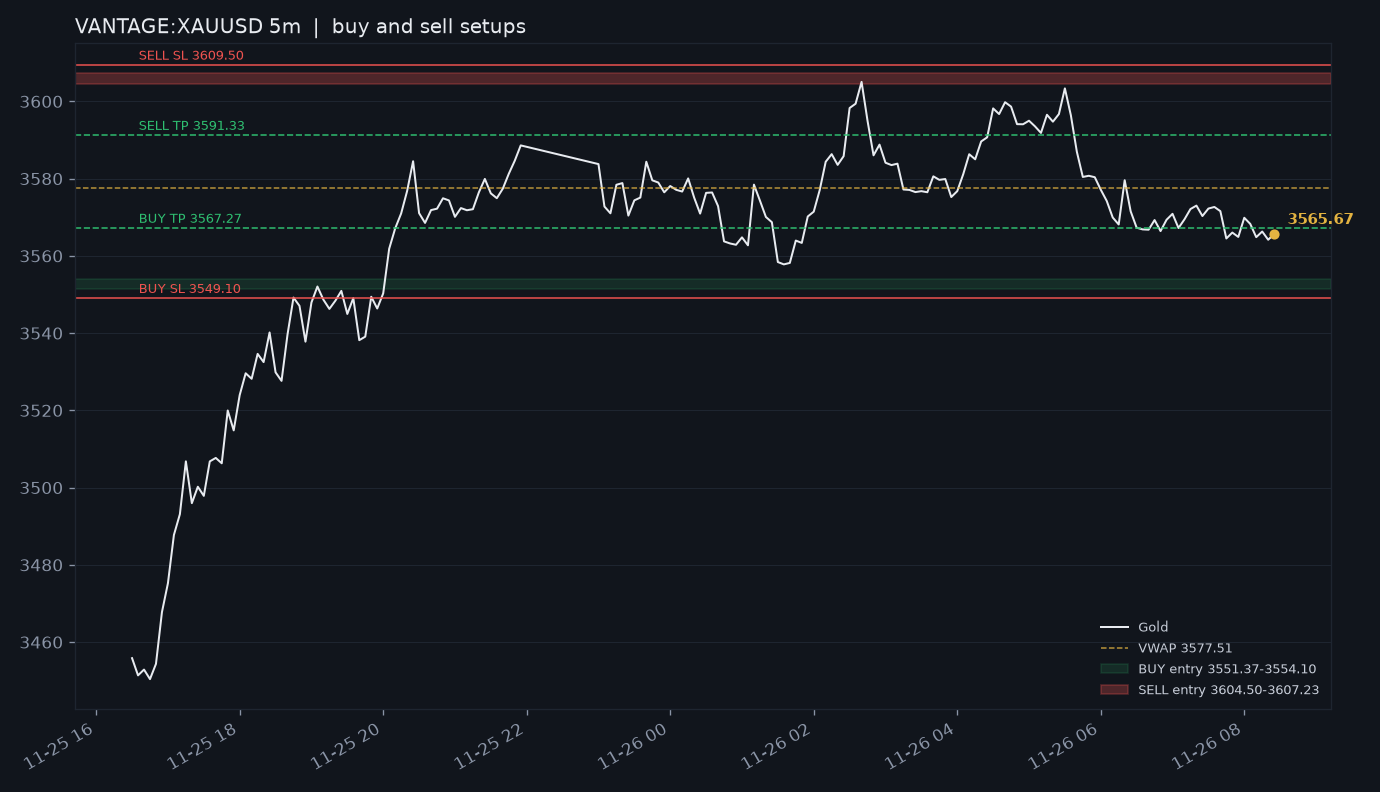 VANTAGE:XAUUSD 5m | buy and sell setups
SELL SL 3609.50
3600
SELL TP 3591.33
3580
BUY TP 3567.27
3565.67
3560
BUY SL 3549.10
3540
3520
3500
3480
3460
Gold
VWAP 3577.51
BUY entry 3551.37-3554.10
SELL entry 3604.50-3607.23
11-25 16
11-25 18
11-25 20
11-25 22
11-26 00
11-26 02
11-26 04
11-26 06
11-26 08